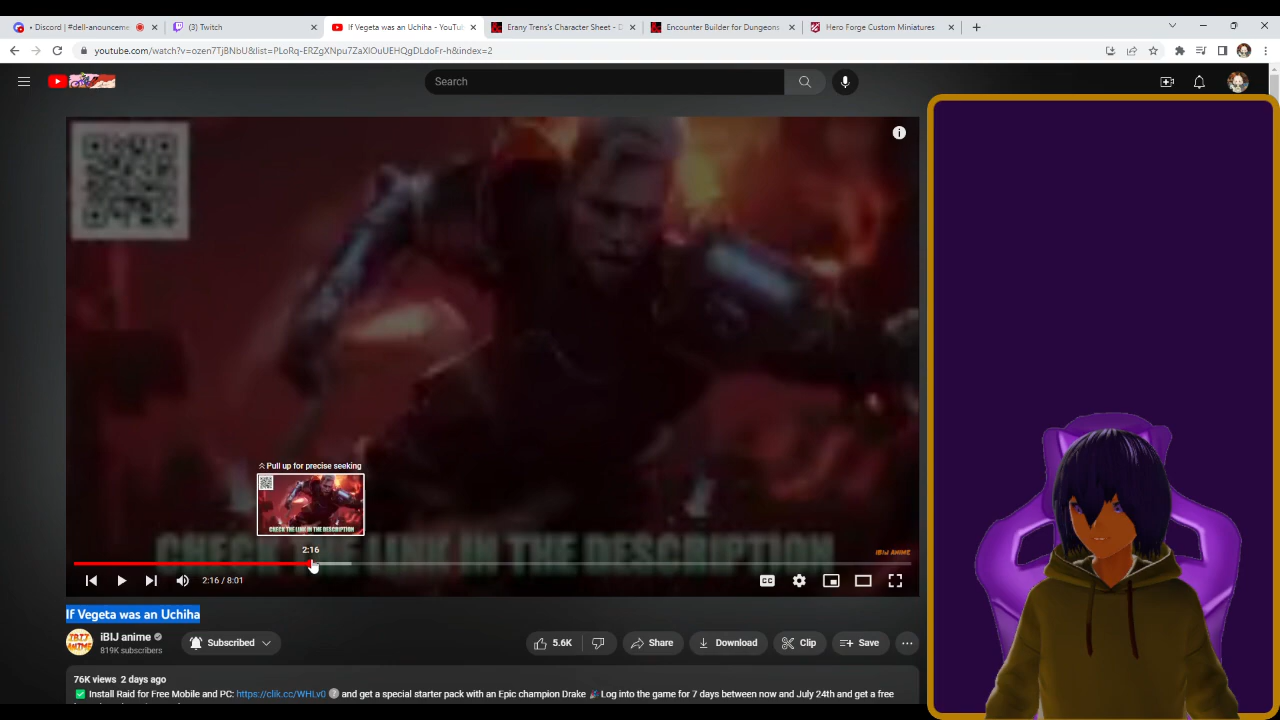 Discord | #dell-anounceme
(3) Twitch
If Vegeta was an Uchiha - YouTu
Erany Trens's Character Sheet - D
Encounter Builder for Dungeons
Hero Forge Custom Miniatures
youtube.com/watch?v=ozen7TjBNbU&list=PLoRq-ERZgXNpu7ZaXlOuUEHQgDLdoFr-h&index=2
Search
Pull up for precise seeking
CHECK THE LINK IN THE DESCRIPTION
2:16
CHECK THE LINK IN THE DESCRIPTION
IBIJ ANIME
2:16 / 8:01
CC
If Vegeta was an Uchiha
IBIJ ANIME
iBIJ anime
819K subscribers
Subscribed
5.6K
Share
Download
Clip
Save
76K views 2 days ago
✅ Install Raid for Free Mobile and PC: https://clik.cc/WHLv0 and get a special starter pack with an Epic champion Drake 🎉Log into the game for 7 days between now and July 24th and get a free